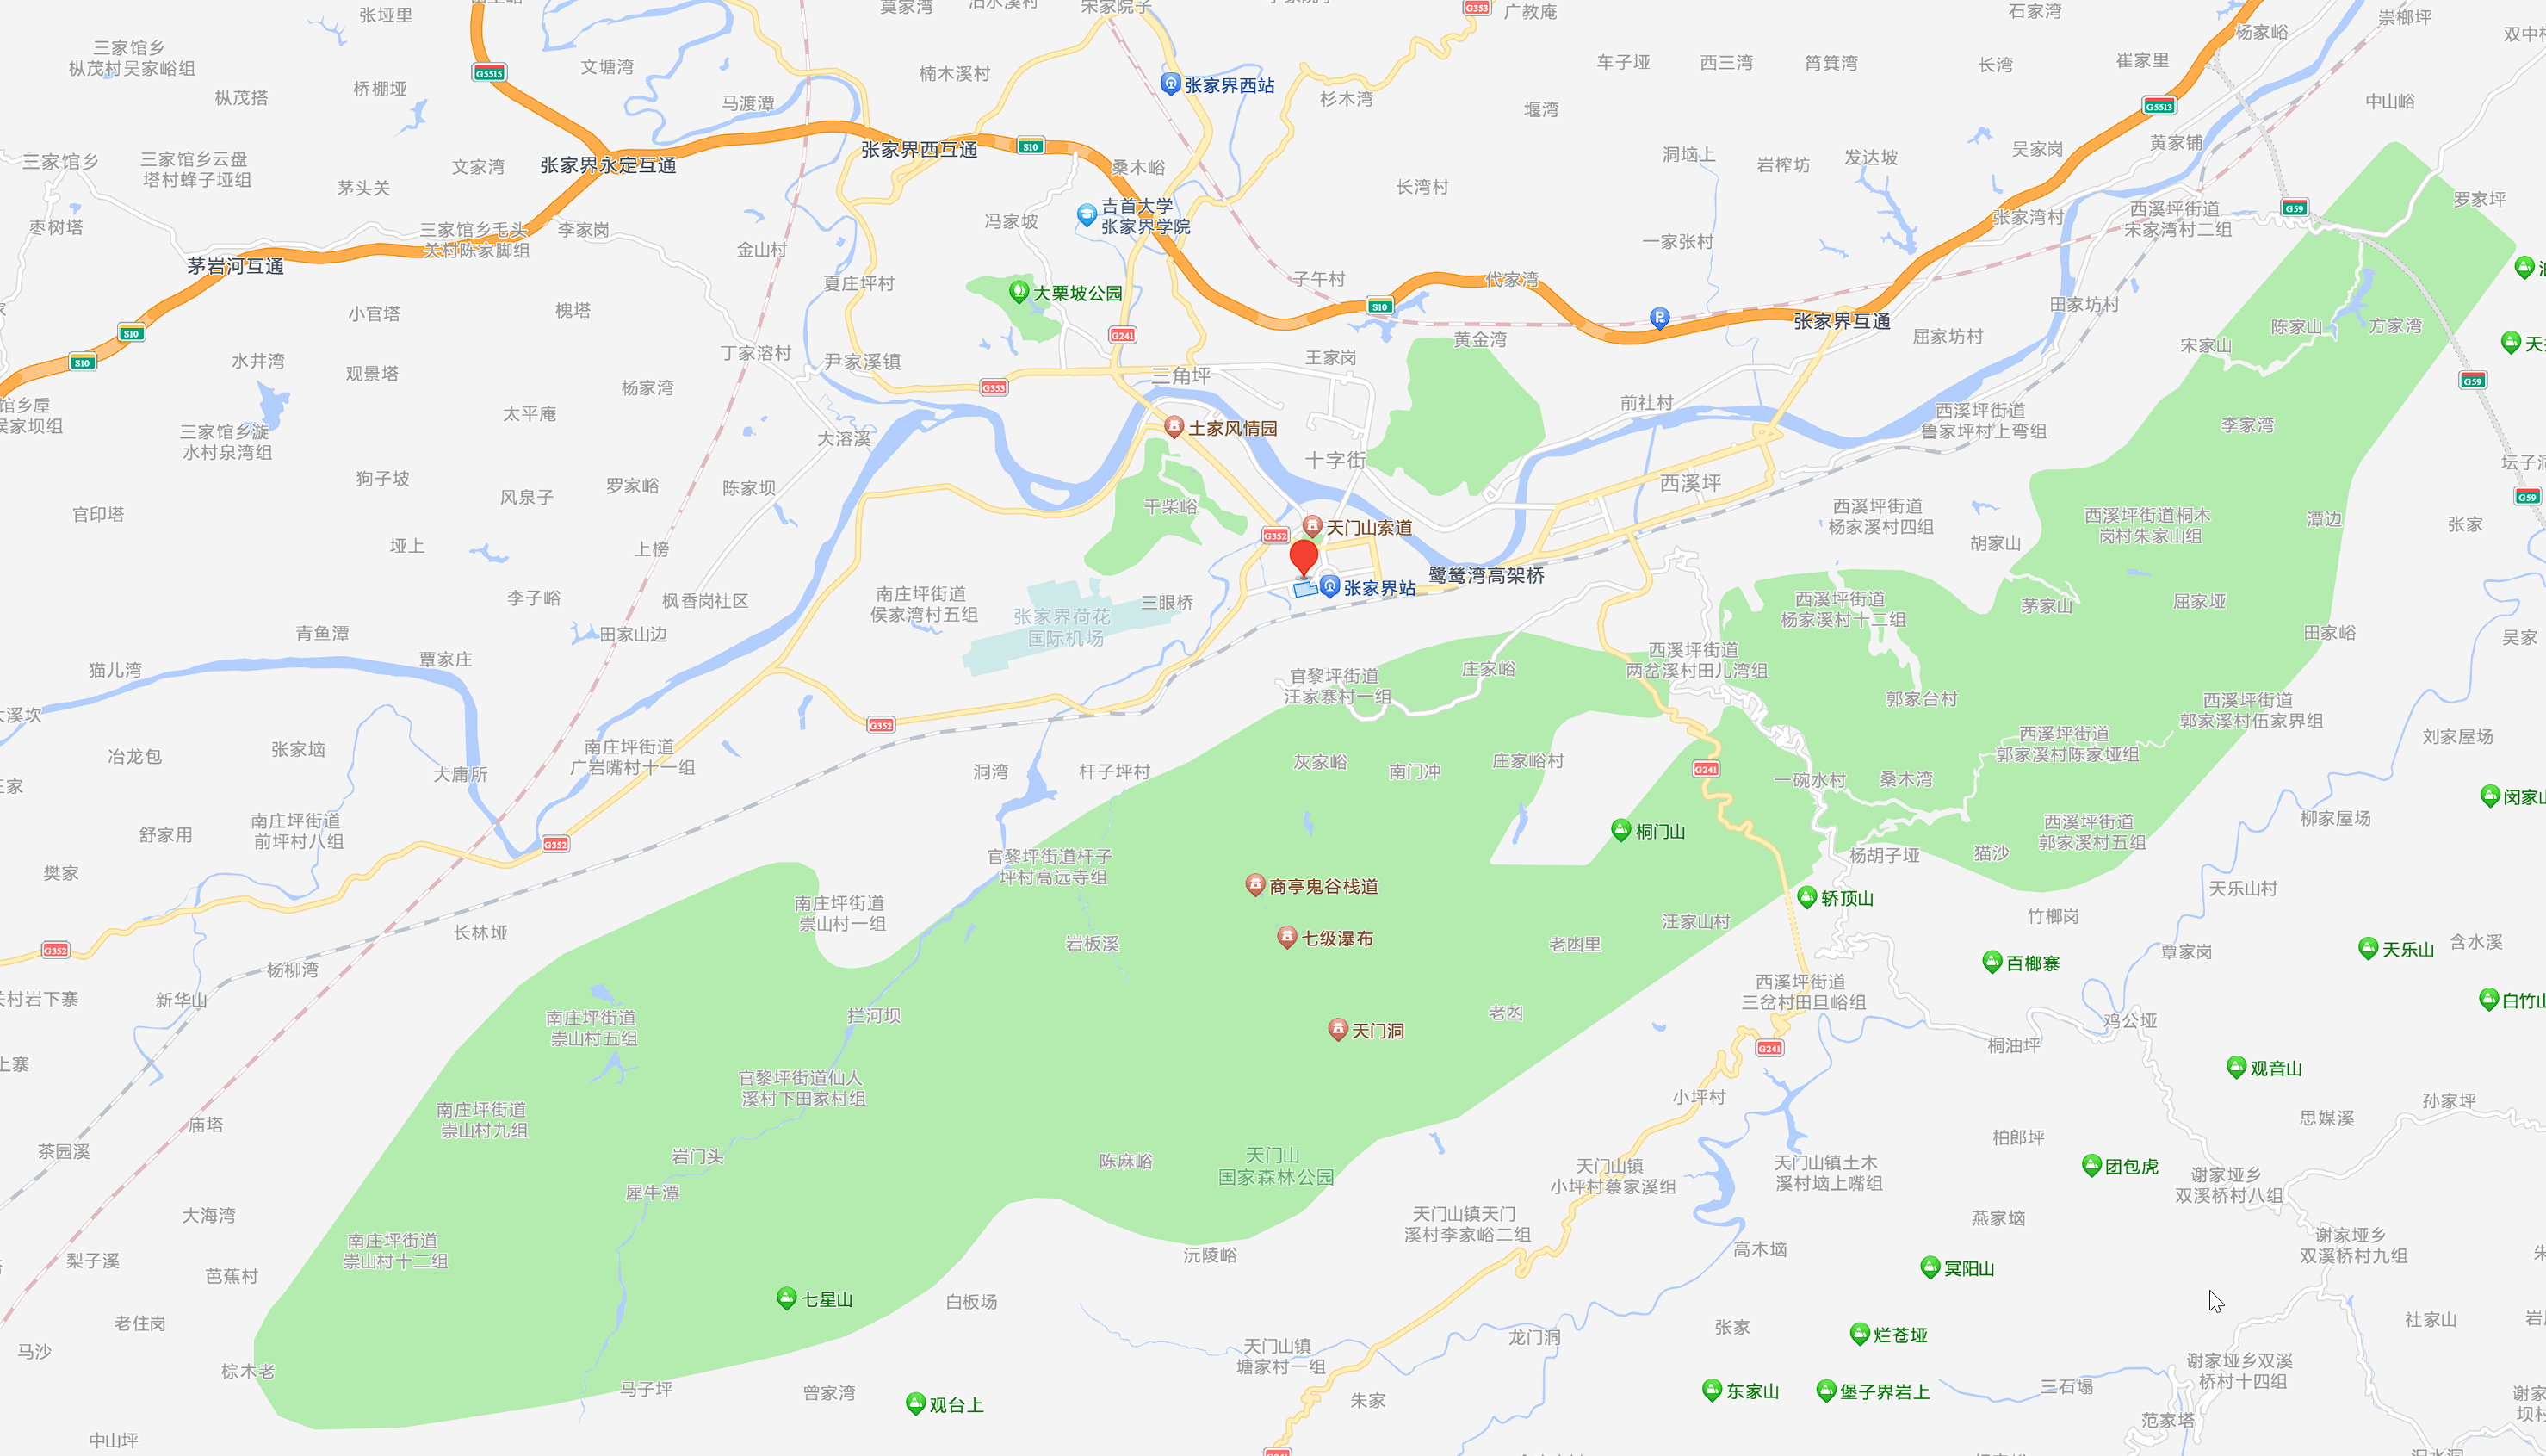 张垭里
莫家湾
宋家院子
G353
广教庵
石家湾
崇榔坪
杨家峪
三家馆乡
枞茂村吴家峪组
G5515
文塘湾
楠木溪村
张家界西站
车子垭
西三湾
筲箕湾
长湾
崔家里
桥棚垭
枞茂塔
马渡潭
杉木湾
堰湾
G5513
中山峪
三家馆乡
三家馆乡云盘
塔村蜂子垭组
文家湾
张家界永定互通
张家界西互通
S10
桑木峪
洞垴上
岩榨坊
发达坡
吴家岗
黄家铺
茅头关
长湾村
罗家坪
枣树塔
三家馆乡毛头
关村陈家脚组
李家岗
金山村
冯家坡
吉首大学
张家界学院
一家张村
张家湾村
西溪坪街道
宋家湾村二组
G59
茅岩河互通
夏庄坪村
大栗坡公园
子午村
代家湾
田家坊村
小官塔
槐塔
S10
S10
张家界互通
陈家山
方家湾
S10
水井湾
观景塔
丁家溶村
尹家溪镇
G241
王家岗
黄金湾
屈家坊村
宋家山
杨家湾
G353
三角坪
G59
太平庵
前社村
西溪坪街道
鲁家坪村上弯组
李家湾
三家馆乡漩
水村泉湾组
大溶溪
土家风情园
十字街
狗子坡
风泉子
罗家峪
陈家坝
干柴峪
西溪坪
官印塔
西溪坪街道
杨家溪村四组
西溪坪街道桐木
岗村朱家山组
潭边
张家
G59
垭上
上榜
G352
天门山索道
胡家山
李子峪
枫香岗社区
南庄坪街道
侯家湾村五组
张家界荷花
国际机场
三眼桥
张家界站
鹭鸶湾高架桥
西溪坪街道
杨家溪村十二组
茅家山
屈家垭
青鱼潭
田家山边
田家峪
吴家
猫儿湾
覃家庄
官黎坪街道
汪家寨村一组
庄家峪
西溪坪街道
两岔溪村田儿湾组
郭家台村
西溪坪街道
郭家溪村伍家界组
G352
冶龙包
张家垴
大庸所
南庄坪街道
广岩嘴村十一组
洞湾
杆子坪村
灰家峪
南门冲
庄家峪村
G241
一碗水村
桑木湾
西溪坪街道
郭家溪村陈家垭组
刘家屋场
舒家用
南庄坪街道
前坪村八组
G352
桐门山
西溪坪街道
郭家溪村五组
柳家屋场
樊家
官黎坪街道杆子
坪村高远寺组
商亭鬼谷栈道
杨胡子垭
猫沙
天乐山村
轿顶山
G352
长林垭
南庄坪街道
崇山村一组
岩板溪
七级瀑布
老凼里
汪家山村
竹榔岗
百榔寨
覃家岗
天乐山
含水溪
杨柳湾
新华山
南庄坪街道
崇山村五组
拦河坝
天门洞
老凼
西溪坪街道
三岔村田旦峪组
鸡公垭
G241
桐油坪
观音山
官黎坪街道仙人
溪村下田家村组
小坪村
南庄坪街道
崇山村九组
庙塔
孙家坪
思媒溪
茶园溪
岩门头
陈麻峪
天门山
国家森林公园
天门山镇
小坪村蔡家溪组
天门山镇土木
溪村垴上嘴组
柏郎坪
团包虎
谢家垭乡
双溪桥村八组
犀牛潭
大海湾
天门山镇天门
溪村李家峪二组
燕家垴
南庄坪街道
崇山村十二组
沅陵峪
高木垴
谢家垭乡
双溪桥村九组
梨子溪
芭蕉村
冥阳山
七星山
白板场
老住岗
张家
龙门洞
烂苍垭
社家山
马沙
棕木老
天门山镇
塘家村一组
谢家垭乡双溪
桥村十四组
马子坪
曾家湾
观台上
朱家
东家山
堡子界岩上
三石塌
范家塔
中山坪